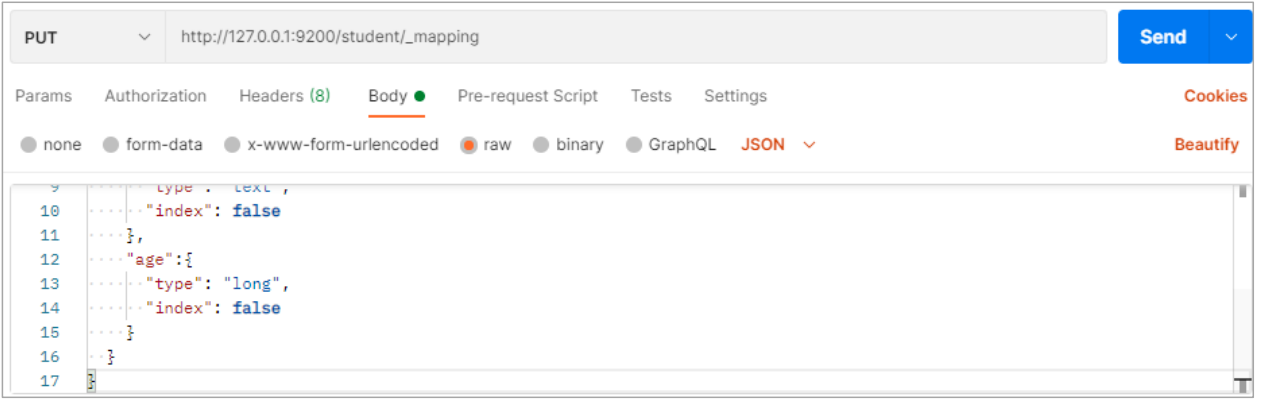 PUT http://127.0.0.1:9200/student/_mapping Send
Params Authorization Headers (8) Body Pre-request Script Tests Settings Cookies
none form-data x-www-form-urlencoded raw binary GraphQL JSON Beautify
9 "type": "text",
10 "index": false
11 },
12 "age":{
13 "type": "long",
14 "index": false
15 }
16 }
17 }